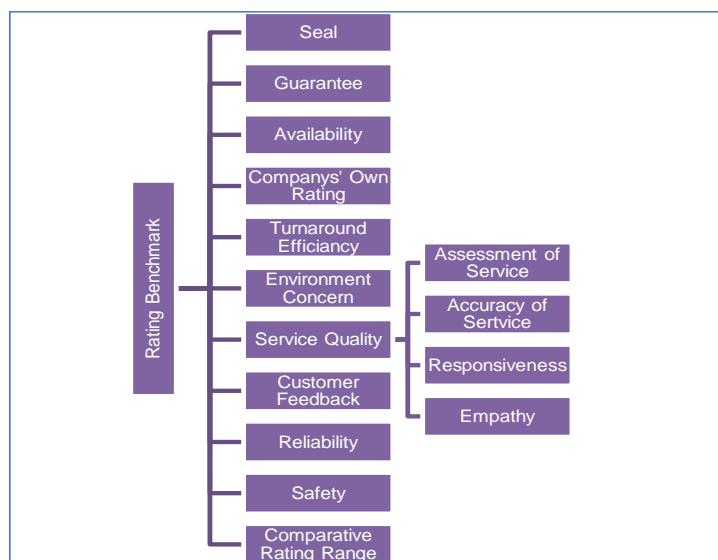 Seal
Guarantee
Availability
Companys' Own
Rating
Turnaround
Efficiancy
Environment
Concern
Service Quality
Customer
Feedback
Reliability
Safety
Comparative
Rating Range
Rating Benchmark
Assessment of
Service
Accuracy of
Sertvice
Responsiveness
Empathy